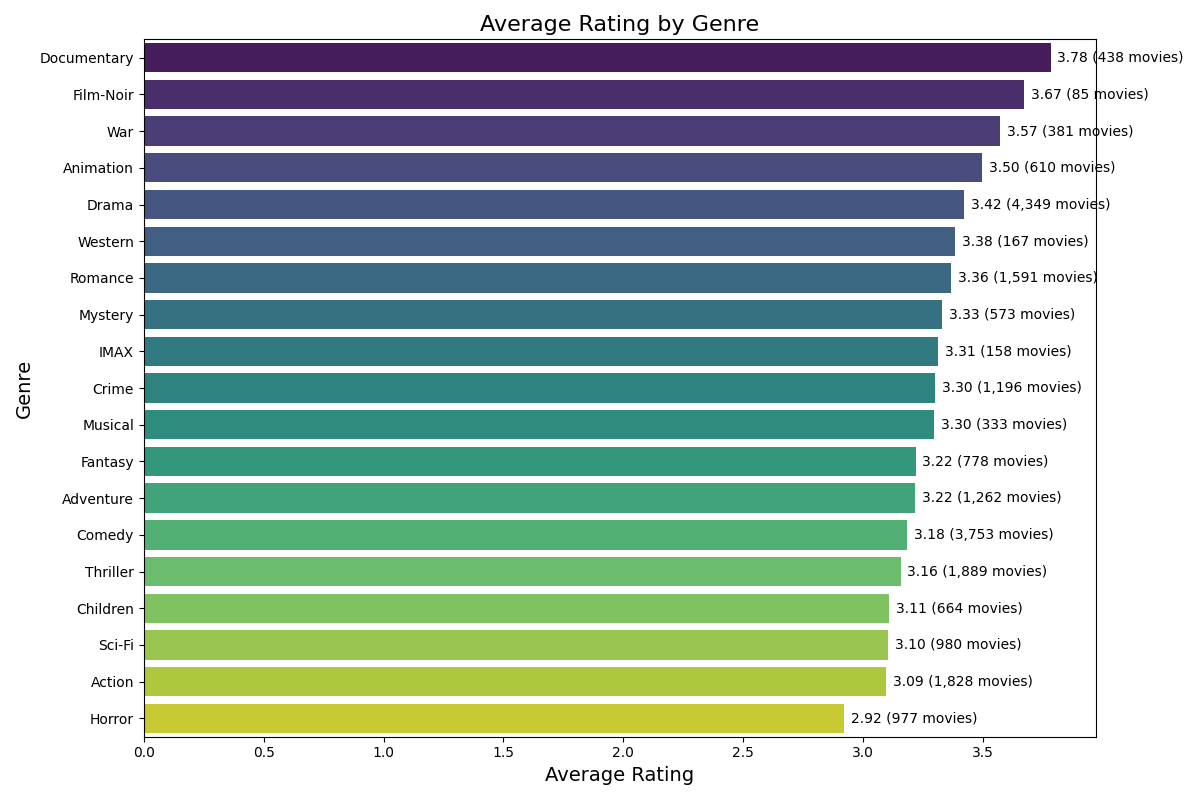 Average Rating by Genre
Documentary 3.78 (438 movies)
Film-Noir 3.67 (85 movies)
War 3.57 (381 movies)
Animation 3.50 (610 movies)
Drama 3.42 (4,349 movies)
Western 3.38 (167 movies)
Romance 3.36 (1,591 movies)
Mystery 3.33 (573 movies)
IMAX 3.31 (158 movies)
Crime 3.30 (1,196 movies)
Musical 3.30 (333 movies)
Fantasy 3.22 (778 movies)
Adventure 3.22 (1,262 movies)
Comedy 3.18 (3,753 movies)
Thriller 3.16 (1,889 movies)
Children 3.11 (664 movies)
Sci-Fi 3.10 (980 movies)
Action 3.09 (1,828 movies)
Horror 2.92 (977 movies)
Genre
0.0 0.5 1.0 1.5 2.0 2.5 3.0 3.5
Average Rating